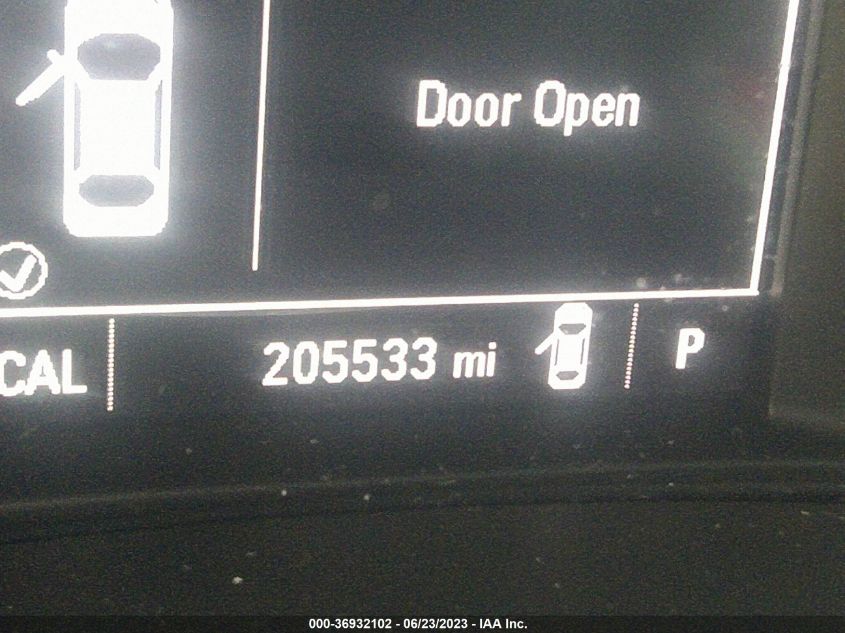 Door Open
CAL
205533 mi
P
000-36932102 - 06/23/2023 - IAA Inc.